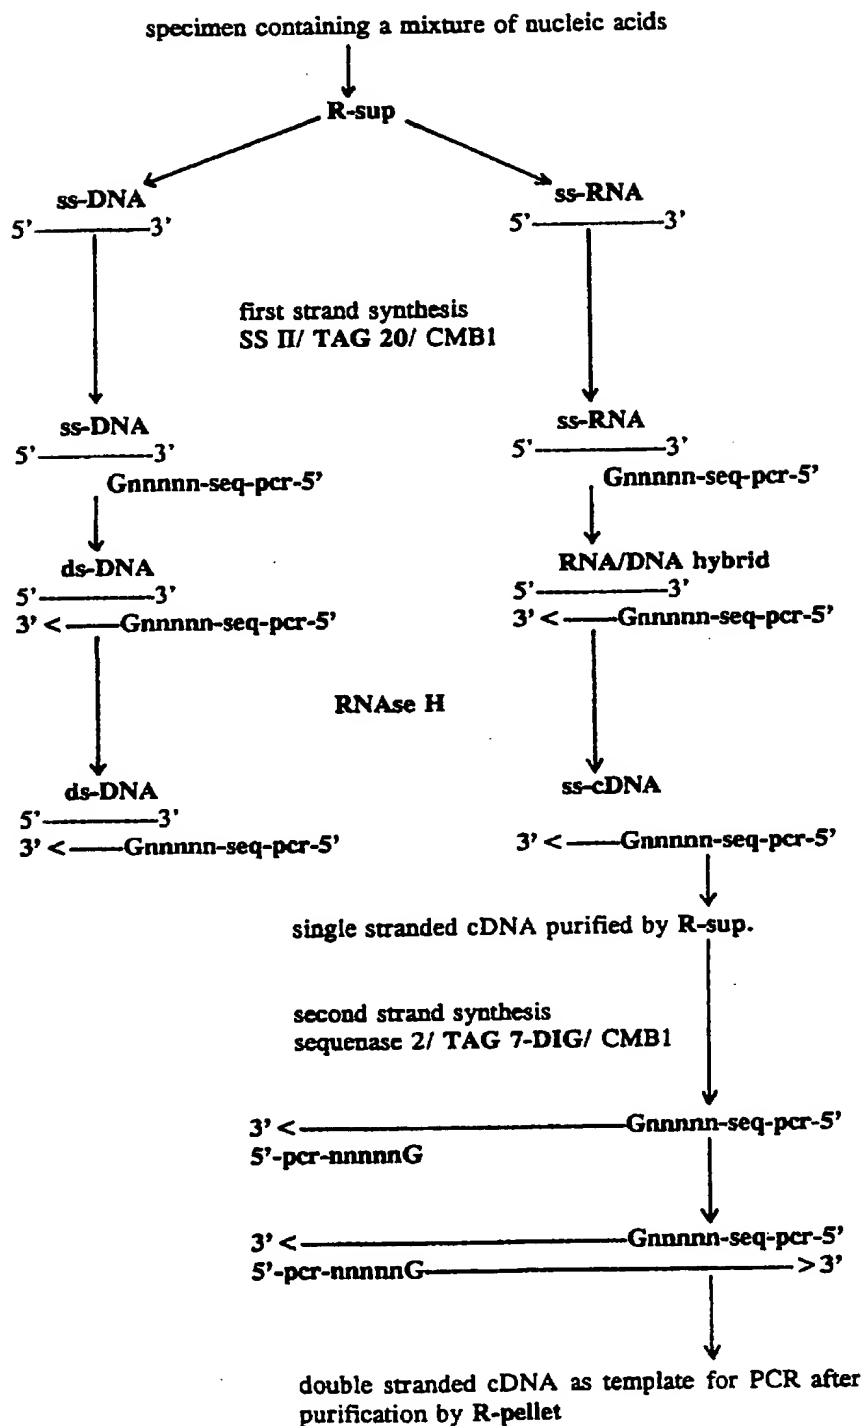 specimen containing a mixture of nucleic acids
R-sup
ss-DNA
5' 3'
ss-RNA
5' 3'
first strand synthesis
SS II/ TAG 20/ CMB1
ss-DNA
5' 3'
Gnnnnn-seq-pcr-5'
ss-RNA
5' 3'
Gnnnnn-seq-pcr-5'
ds-DNA
5' 3'
3' < Gnnnnn-seq-pcr-5'
RNA/DNA hybrid
5' 3'
3' < Gnnnnn-seq-pcr-5'
RNAse H
ds-DNA
5' 3'
3' < Gnnnnn-seq-pcr-5'
ss-cDNA
3' < Gnnnnn-seq-pcr-5'
single stranded cDNA purified by R-sup.
second strand synthesis
sequenase 2/ TAG 7-DIG/ CMB1
3' < Gnnnnn-seq-pcr-5'
5'-pcr-nnnnnG
3' < Gnnnnn-seq-pcr-5'
5'-pcr-nnnnnG > 3'
double stranded cDNA as template for PCR after
purification by R-pellet